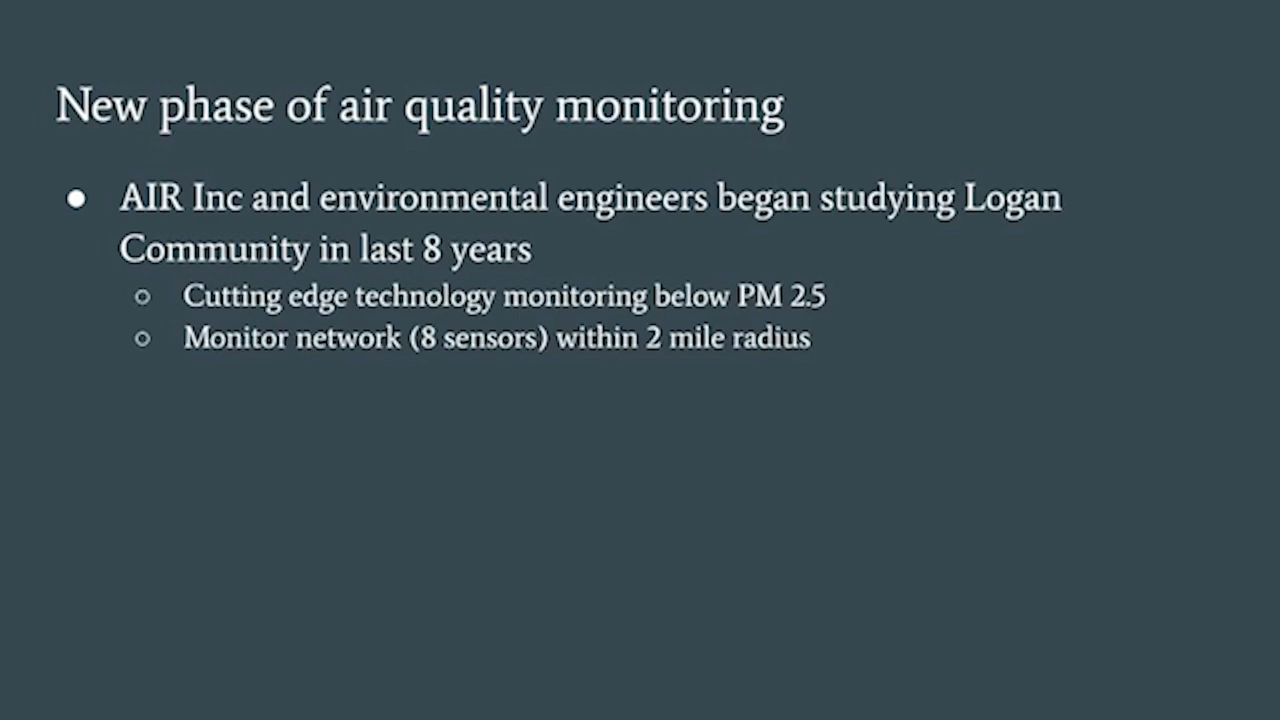 New phase of air quality monitoring
● AIR Inc and environmental engineers began studying Logan
Community in last 8 years
○ Cutting edge technology monitoring below PM 2.5
○ Monitor network (8 sensors) within 2 mile radius